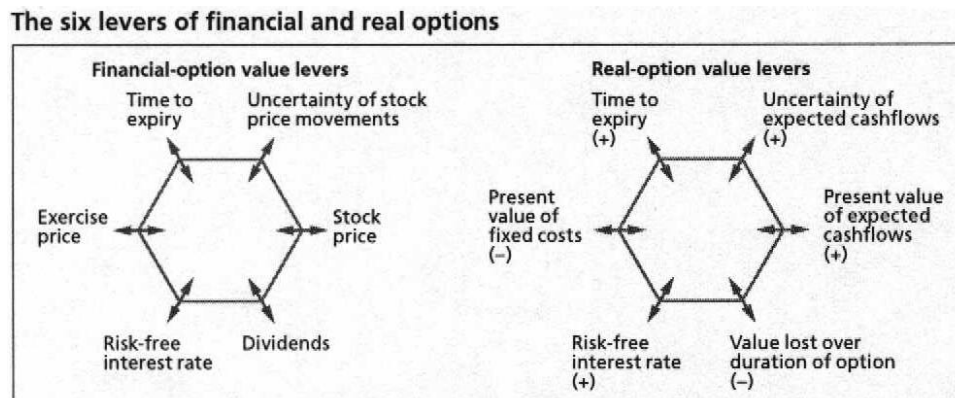 The six levers of financial and real options
Financial-option value levers
Time to
expiry
Uncertainty of stock
price movements
Exercise
price
Stock
price
Risk-free
interest rate
Dividends
Real-option value levers
Time to
expiry
(+)
Uncertainty of
expected cashflows
(+)
Present
value of
fixed costs
(–)
Present value
of expected
cashflows
(+)
Risk-free
interest rate
(+)
Value lost over
duration of option
(–)